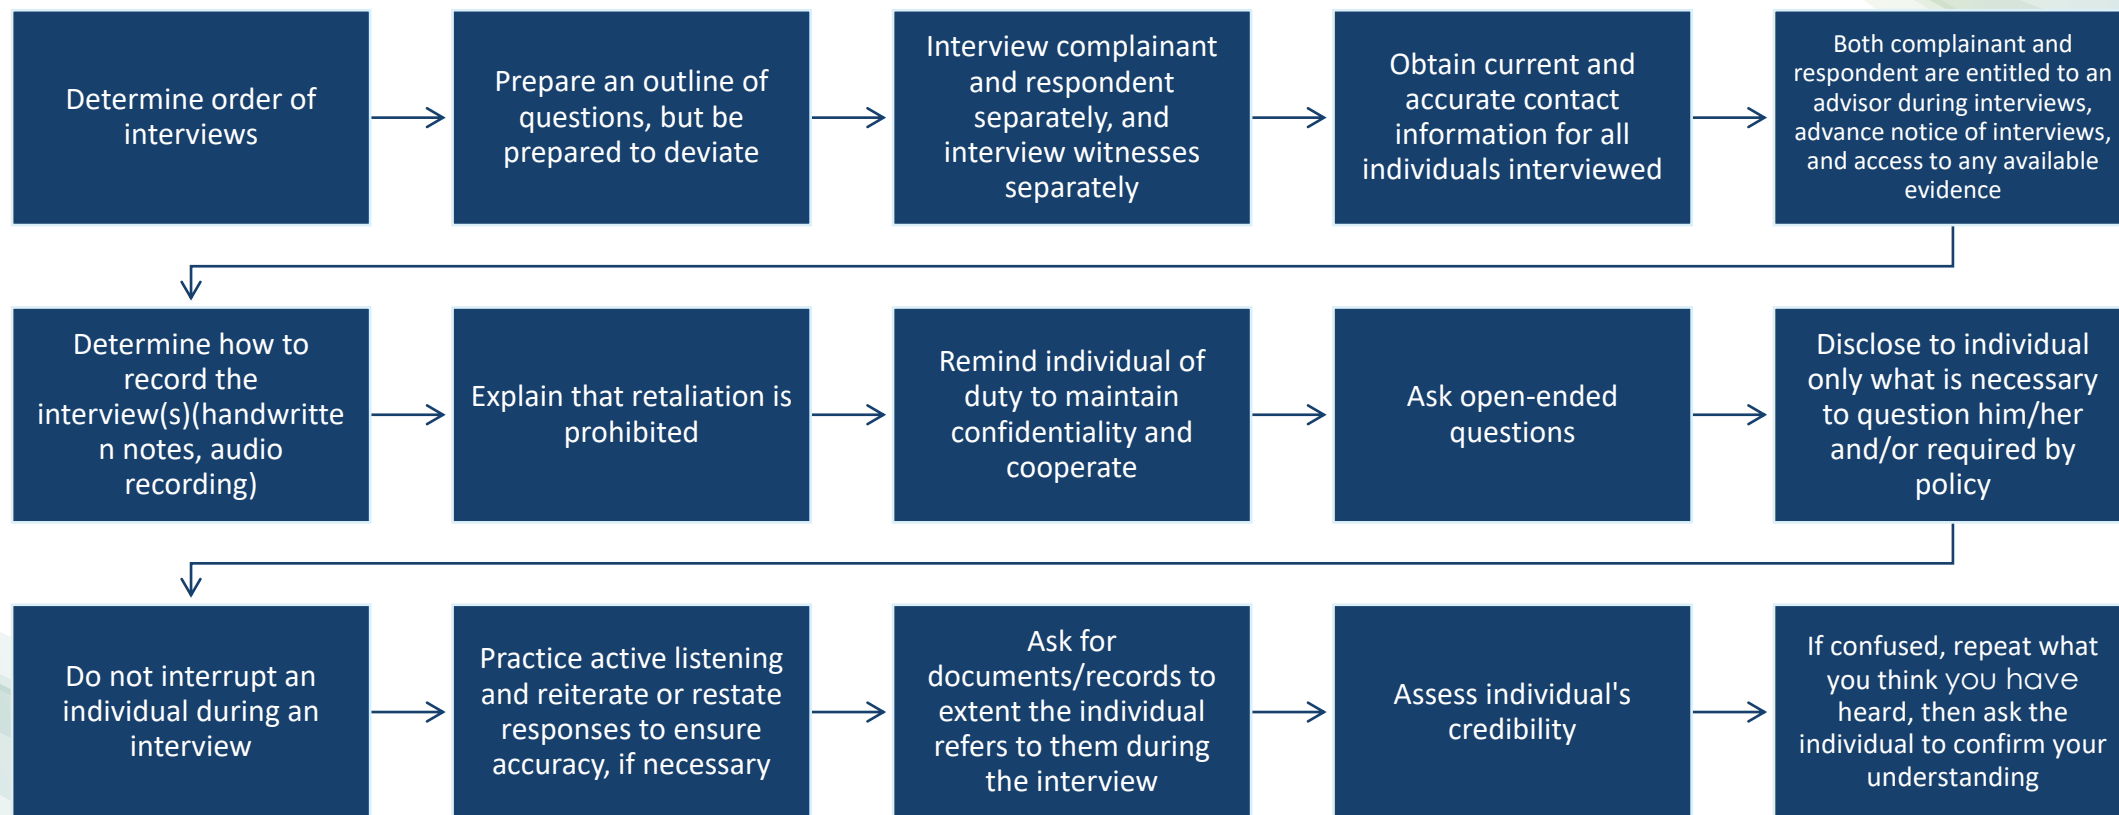 Determine order of
interviews
Prepare an outline of
questions, but be
prepared to deviate
Interview complainant
and respondent
separately, and
interview witnesses
separately
Obtain current and
accurate contact
information for all
individuals interviewed
Both complainant and
respondent are entitled to an
advisor during interviews,
advance notice of interviews,
and access to any available
evidence
Determine how to
record the
interview(s)(handwritte
n notes, audio
recording)
Explain that retaliation is
prohibited
Remind individual of
duty to maintain
confidentiality and
cooperate
Ask open-ended
questions
Disclose to individual
only what is necessary
to question him/her
and/or required by
policy
Do not interrupt an
individual during an
interview
Practice active listening
and reiterate or restate
responses to ensure
accuracy, if necessary
Ask for
documents/records to
extent the individual
refers to them during
the interview
Assess individual's
credibility
If confused, repeat what
you think you have
heard, then ask the
individual to confirm your
understanding